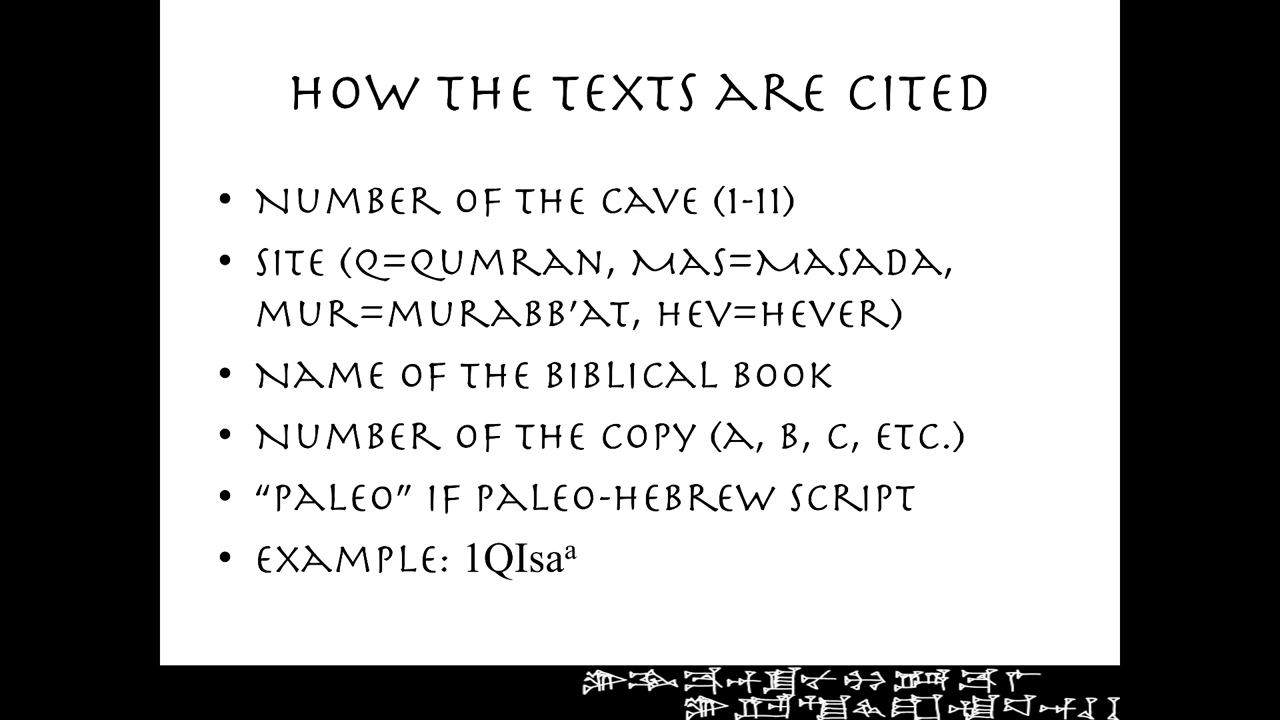 How the Texts Are Cited
• Number of the cave (1-11)
• Site (Q=Qumran, Mas=Masada,
Mur=Murabb’at, Hev=Hever)
• Name of the biblical book
• Number of the copy (a, b, c, etc.)
• “Paleo” if paleo-Hebrew script
• Example: 1QIsaᵃ